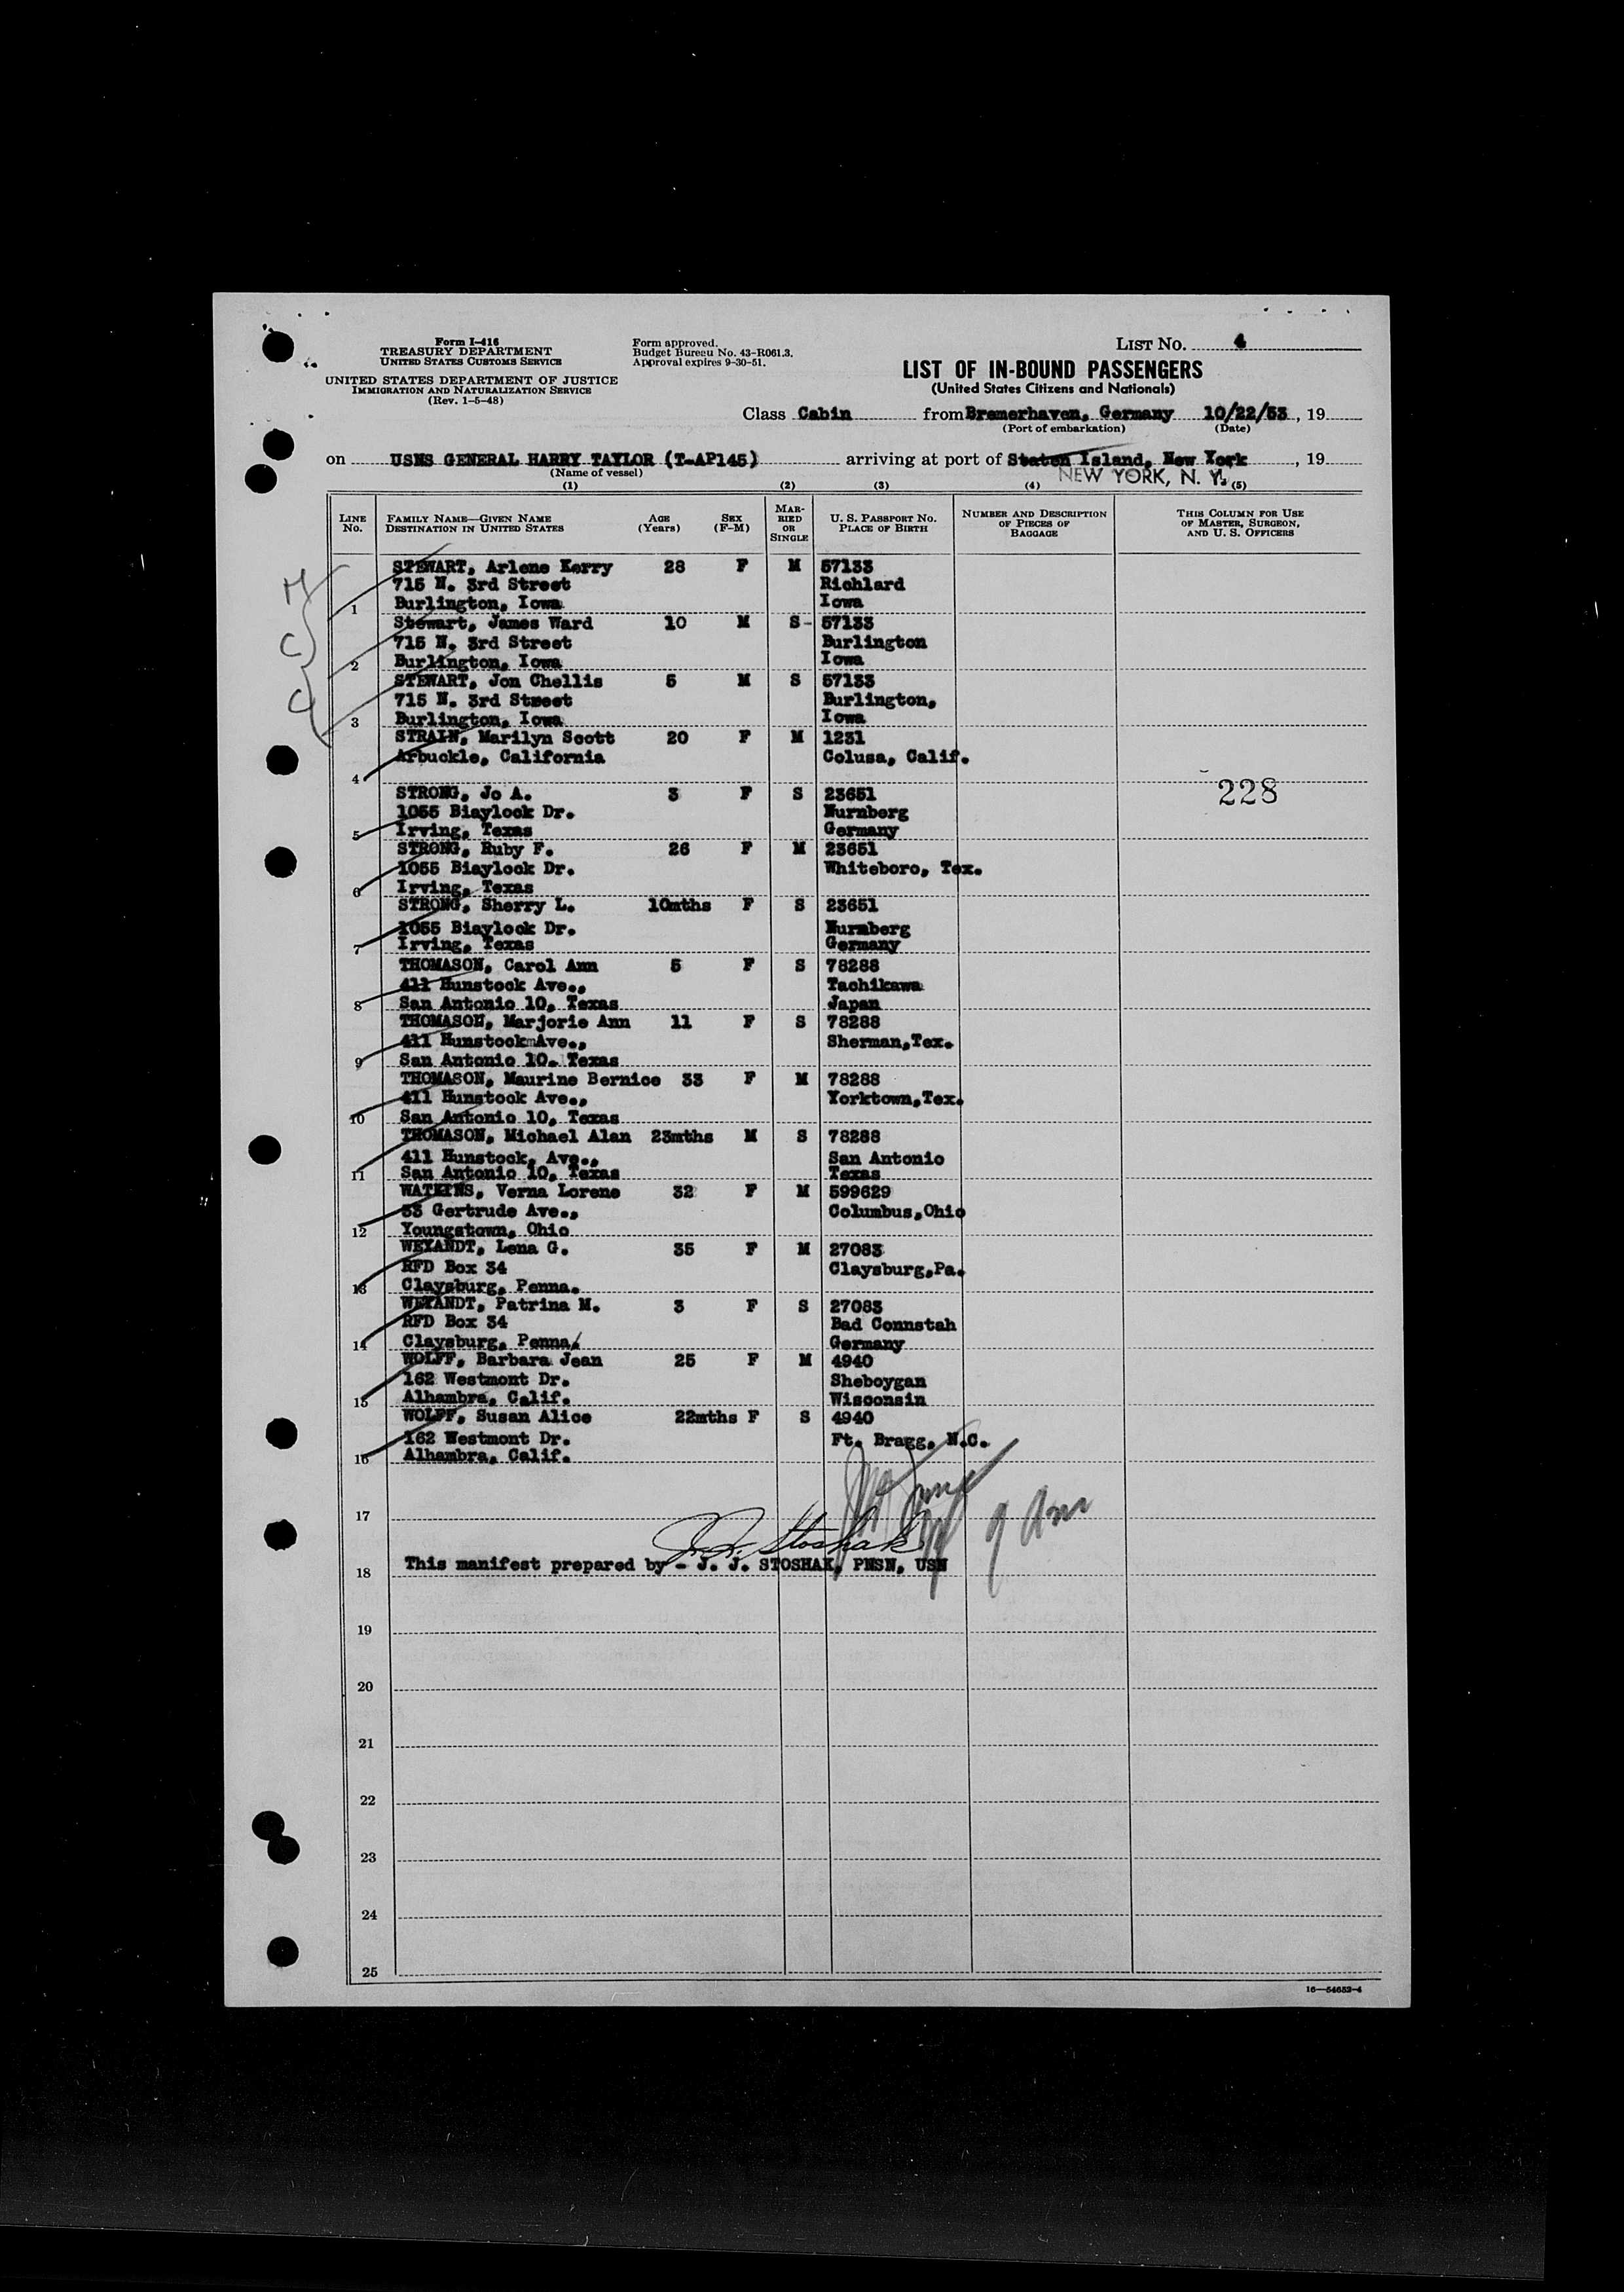 Form I-416
TREASURY DEPARTMENT
UNITED STATES CUSTOMS SERVICE
UNITED STATES DEPARTMENT OF JUSTICE
IMMIGRATION AND NATURALIZATION SERVICE
(Rev. 1-5-48)
Form approved.
Budget Bureau No. 43-R061.3.
Approval expires 9-30-51.
LIST No. 4
LIST OF IN-BOUND PASSENGERS
(United States Citizens and Nationals)
Class Cabin from Bremerhaven, Germany 10/22/53, 19
(Port of embarkation) (Date)
on USNS GENERAL HARRY TAYLOR (T-AP145) arriving at port of Staten Island, New York, 19
(Name of vessel) NEW YORK, N. Y.
(1) (2) (3) (4) (5)
LINE No. FAMILY NAME—GIVEN NAME DESTINATION IN UNITED STATES AGE (Years) SEX (F-M) MARRIED OR SINGLE U. S. PASSPORT No. PLACE OF BIRTH NUMBER AND DESCRIPTION OF PIECES OF BAGGAGE THIS COLUMN FOR USE OF MASTER, SURGEON, AND U. S. OFFICERS
STEWART, Arlene Kerry 28 F M 57133
715 N. 3rd Street Richlard
1 Burlington, Iowa Iowa
Stewart, James Ward 10 M S- 57133
715 N. 3rd Street Burlington
2 Burlington, Iowa Iowa
STEWART, Jon Chellis 5 M S 57133
715 N. 3rd Street Burlington,
3 Burlington, Iowa Iowa
STRAIN, Marilyn Scott 20 F M 1231
Arbuckle, California Colusa, Calif.
4
STRONG, Jo A. 3 F S 23651 228
1055 Biaylock Dr. Nurnberg
5 Irving, Texas Germany
STRONG, Ruby F. 26 F M 23651
1055 Biaylock Dr. Whiteboro, Tex.
6 Irving, Texas
STRONG, Sherry L. 10mths F S 23651
1055 Biaylock Dr. Nurmberg
7 Irving, Texas Germany
THOMASON, Carol Ann 5 F S 78288
411 Hunstock Ave., Tachikawa
8 San Antonio 10, Texas Japan
THOMASON, Marjorie Ann 11 F S 78288
411 HunstockmAve., Sherman,Tex.
9 San Antonio 10. Texas
THOMASON, Maurine Bernice 33 F M 78288
411 Hunstock Ave., Yorktown,Tex.
10 San Antonio 10, Texas
THOMASON, Michael Alan 23mths M S 78288
411 Hunstock, Ave., San Antonio
11 San Antonio 10, Texas Texas
WATKINS, Verna Lorene 32 F M 599629
33 Gertrude Ave., Columbus,Ohio
12 Youngstown, Ohio
WEYANDT, Lena G. 35 F M 27083
RFD Box 34 Claysburg,Pa.
13 Claysburg, Penna.
WEYANDT, Patrina M. 3 F S 27083
RFD Box 34 Bad Connstah
14 Claysburg, Penna. Germany
WOLFF, Barbara Jean 25 F M 4940
162 Westmont Dr. Sheboygan
15 Alhambra, Calif. Wisconsin
WOLFF, Susan Alice 22mths F S 4940
162 Westmont Dr. Ft. Bragg, N.C.
16 Alhambra, Calif.
17
J. J. Stoshak
18 This manifest prepared by - J. J. STOSHAK, PNSN, USN
19
20
21
22
23
24
25
16—54652-4